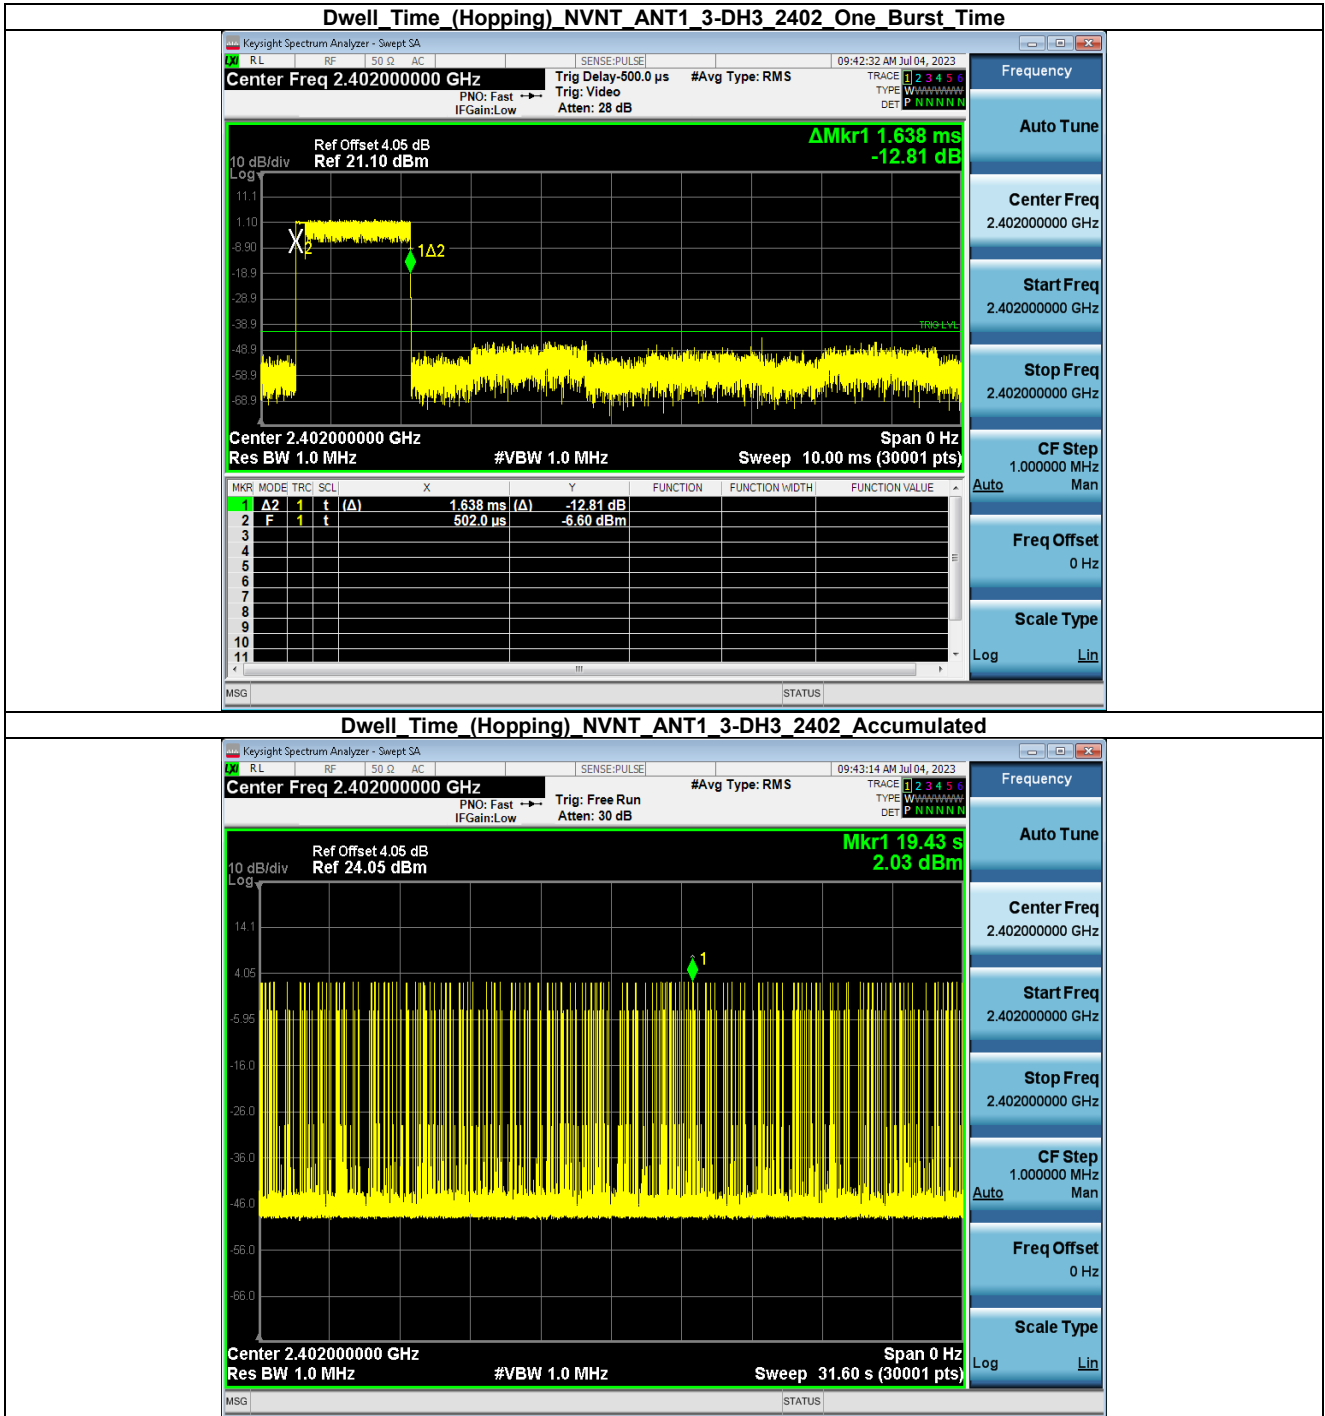 Dwell_Time_(Hopping)_NVNT_ANT1_3-DH3_2402_One_Burst_Time
Keysight Spectrum Analyzer - Swept SA
LXI RL RF 50 Ω AC SENSE:PULSE 09:42:32 AM Jul 04, 2023
Center Freq 2.402000000 GHz
PNO: Fast
IFGain:Low
Trig Delay-500.0 µs
Trig: Video
Atten: 28 dB
#Avg Type: RMS
TRACE 1 2 3 4 5 6
TYPE WWWWWW
DET P N N N N N
Ref Offset 4.05 dB
Ref 21.10 dBm
10 dB/div
Log
ΔMkr1 1.638 ms
-12.81 dB
11.1
1.10
-8.90
-18.9
-28.9
-38.9
-48.9
-58.9
-68.9
2
1Δ2
TRIG LVL
Center 2.402000000 GHz Span 0 Hz
Res BW 1.0 MHz #VBW 1.0 MHz Sweep 10.00 ms (30001 pts)
MKR MODE TRC SCL X Y FUNCTION FUNCTION WIDTH FUNCTION VALUE
1 Δ2 1 t (Δ) 1.638 ms (Δ) -12.81 dB
2 F 1 t 502.0 µs -6.60 dBm
3
4
5
6
7
8
9
10
11
MSG STATUS
Frequency
Auto Tune
Center Freq
2.402000000 GHz
Start Freq
2.402000000 GHz
Stop Freq
2.402000000 GHz
CF Step
1.000000 MHz
Auto Man
Freq Offset
0 Hz
Scale Type
Log Lin
Dwell_Time_(Hopping)_NVNT_ANT1_3-DH3_2402_Accumulated
Keysight Spectrum Analyzer - Swept SA
LXI RL RF 50 Ω AC SENSE:PULSE 09:43:14 AM Jul 04, 2023
Center Freq 2.402000000 GHz
PNO: Fast
IFGain:Low
Trig: Free Run
Atten: 30 dB
#Avg Type: RMS
TRACE 1 2 3 4 5 6
TYPE WWWWWW
DET P N N N N N
Ref Offset 4.05 dB
Ref 24.05 dBm
10 dB/div
Log
Mkr1 19.43 s
2.03 dBm
14.1
4.05
-5.95
-16.0
-26.0
-36.0
-46.0
-56.0
-66.0
1
Center 2.402000000 GHz Span 0 Hz
Res BW 1.0 MHz #VBW 1.0 MHz Sweep 31.60 s (30001 pts)
MSG STATUS
Frequency
Auto Tune
Center Freq
2.402000000 GHz
Start Freq
2.402000000 GHz
Stop Freq
2.402000000 GHz
CF Step
1.000000 MHz
Auto Man
Freq Offset
0 Hz
Scale Type
Log Lin